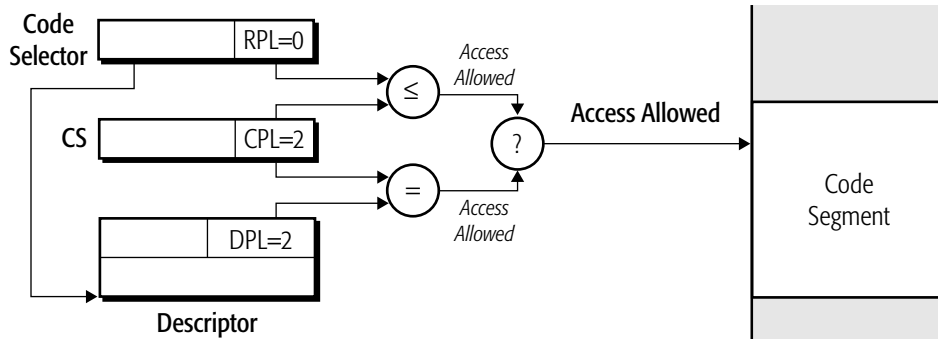 Code
Selector
RPL=0
Access
Allowed
≤
CS
CPL=2
?
Access Allowed
=
Access
Allowed
Code
Segment
DPL=2
Descriptor